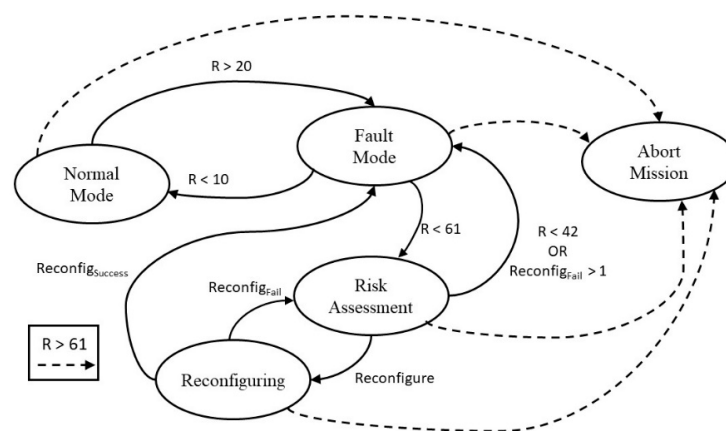 R > 20
Fault
Mode
Normal
Mode
Abort
Mission
R < 10
R < 61
R < 42
OR
Reconfig_Fail > 1
Reconfig_Success
Reconfig_Fail
Risk
Assessment
R > 61
Reconfiguring
Reconfigure